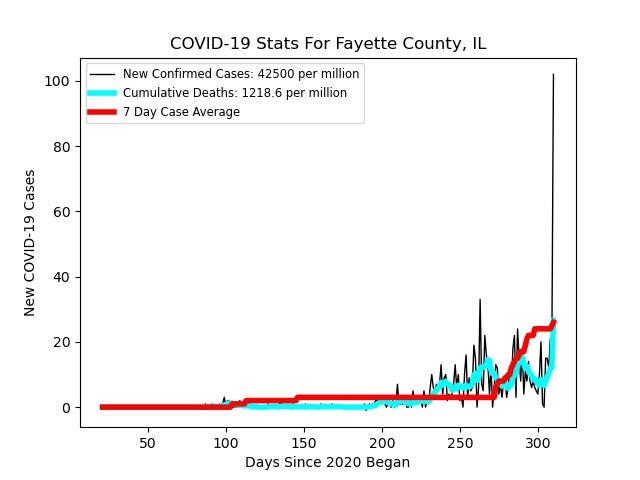 COVID-19 Stats For Fayette County, IL
New Confirmed Cases: 42500 per million
Cumulative Deaths: 1218.6 per million
7 Day Case Average
New COVID-19 Cases
100
80
60
40
20
0
50 100 150 200 250 300
Days Since 2020 Began